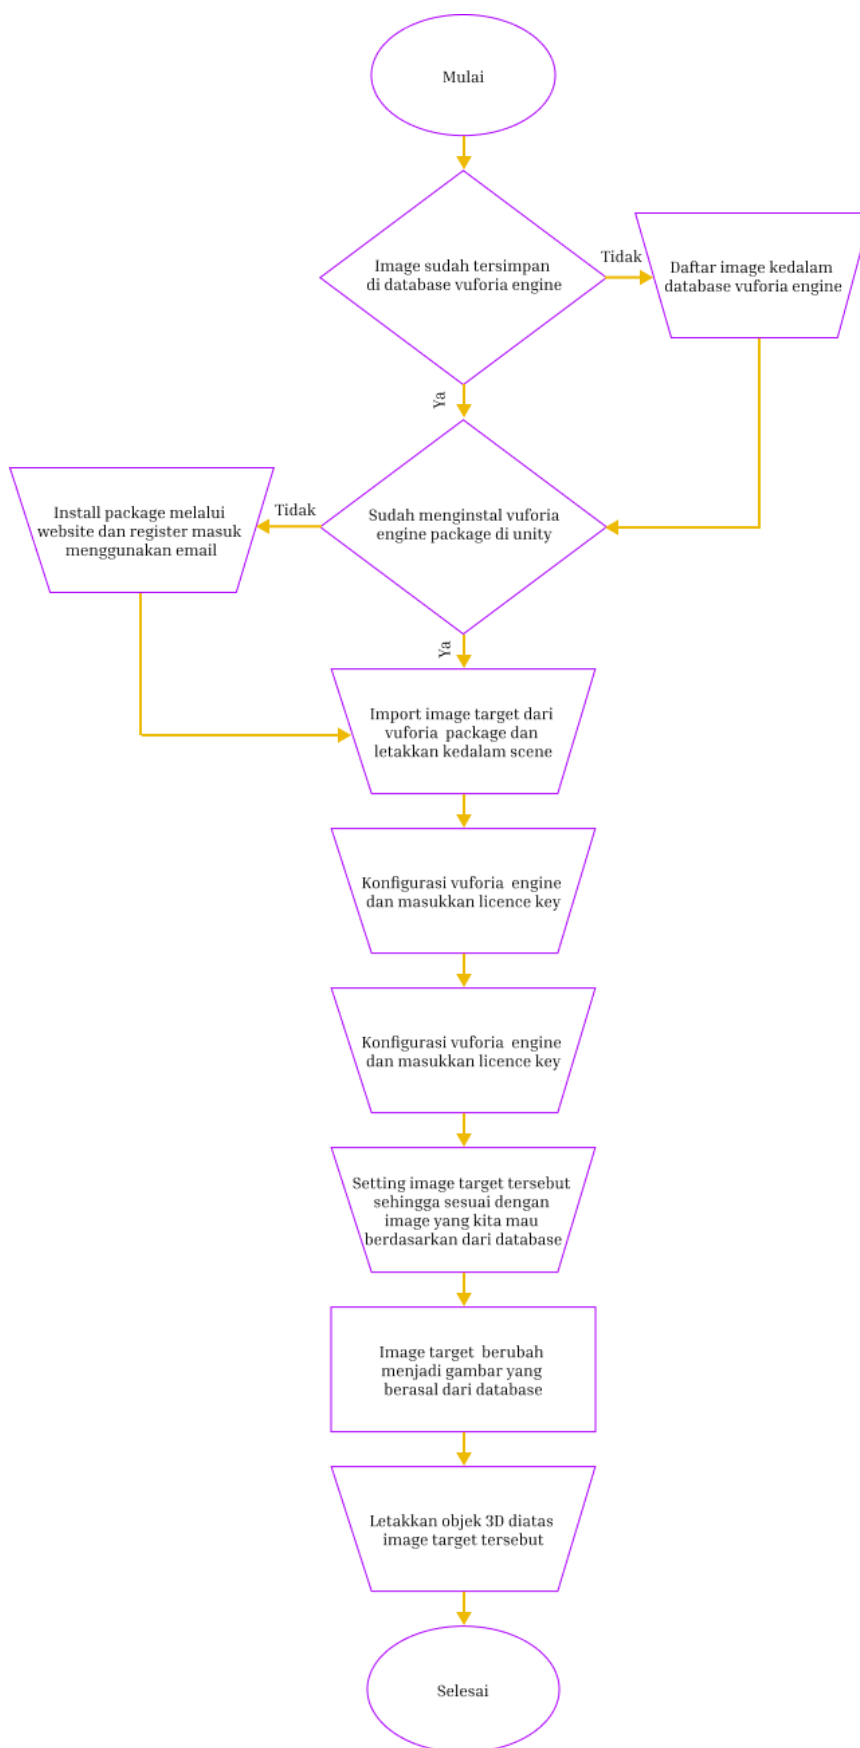 Mulai
Image sudah tersimpan
di database vuforia engine
Tidak
Daftar image kedalam
database vuforia engine
Ya
Sudah menginstal vuforia
engine package di unity
Tidak
Install package melalui
website dan register masuk
menggunakan email
Ya
Import image target dari
vuforia package dan
letakkan kedalam scene
Konfigurasi vuforia engine
dan masukkan licence key
Konfigurasi vuforia engine
dan masukkan licence key
Setting image target tersebut
sehingga sesuai dengan
image yang kita mau
berdasarkan dari database
Image target berubah
menjadi gambar yang
berasal dari database
Letakkan objek 3D diatas
image target tersebut
Selesai